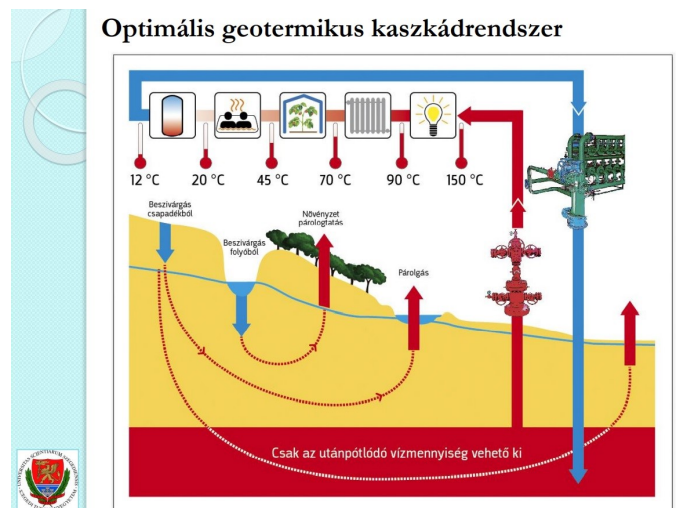 Optimális geotermikus kaszkádrendszer
12 °C 20 °C 45 °C 70 °C 90 °C 150 °C
Beszivárgás
csapadékból
Beszivárgás
folyóból
Növényzet
párologtatás
Párolgás
Csak az utánpótlódó vízmennyiség vehető ki